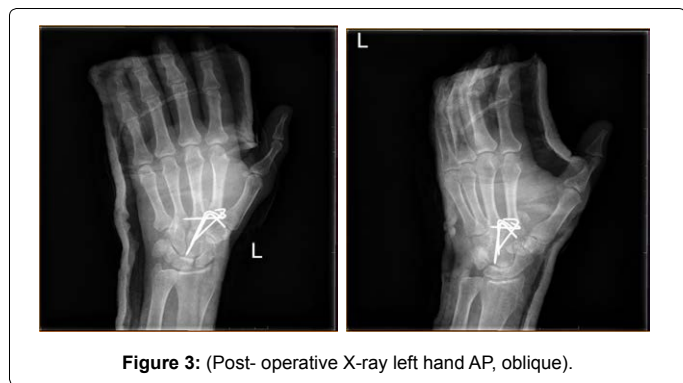 L
L
Figure 3: (Post- operative X-ray left hand AP, oblique).